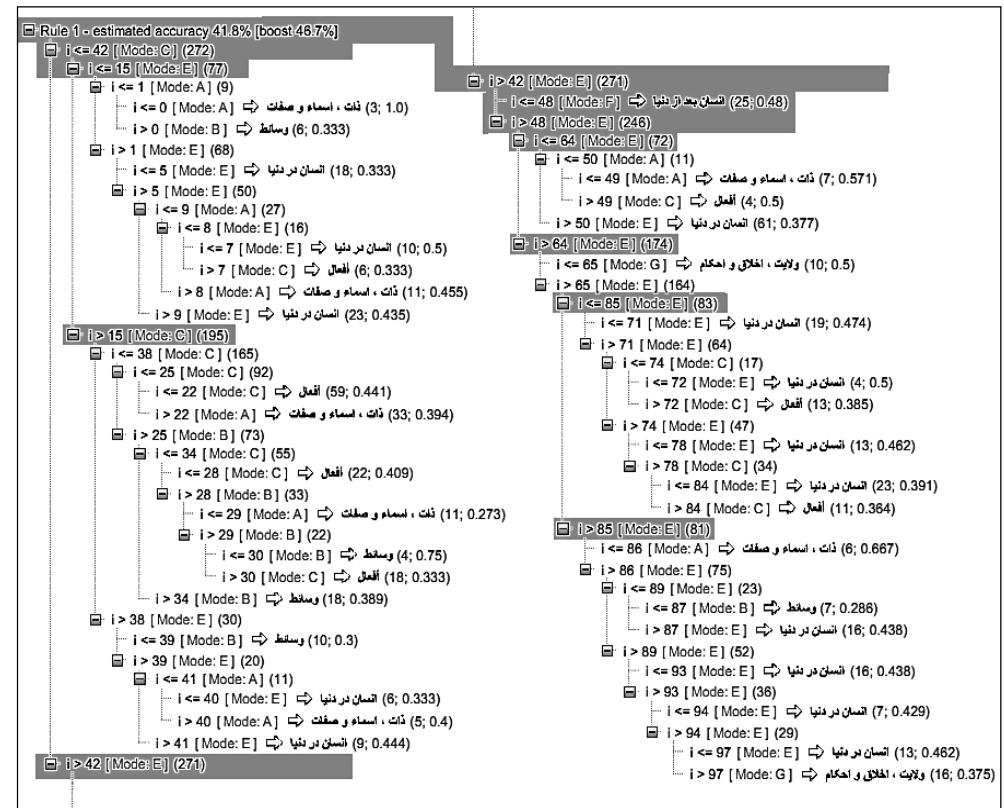 Rule 1 - estimated accuracy 41.8% [boost 46.7%]
i <= 42 [ Mode: C ] (272)
i <= 15 [ Mode: E ] (77)
i <= 1 [ Mode: A ] (9)
i <= 0 [ Mode: A ] ⇨ ذات ، اسماء و صفات (3; 1.0)
i > 0 [ Mode: B ] ⇨ وسائط (6; 0.333)
i > 1 [ Mode: E ] (68)
i <= 5 [ Mode: E ] ⇨ انسان در دنیا (18; 0.333)
i > 5 [ Mode: E ] (50)
i <= 9 [ Mode: A ] (27)
i <= 8 [ Mode: E ] (16)
i <= 7 [ Mode: E ] ⇨ انسان در دنیا (10; 0.5)
i > 7 [ Mode: C ] ⇨ أفعال (6; 0.333)
i > 8 [ Mode: A ] ⇨ ذات ، اسماء و صفات (11; 0.455)
i > 9 [ Mode: E ] ⇨ انسان در دنیا (23; 0.435)
i > 15 [ Mode: C ] (195)
i <= 38 [ Mode: C ] (165)
i <= 25 [ Mode: C ] (92)
i <= 22 [ Mode: C ] ⇨ أفعال (59; 0.441)
i > 22 [ Mode: A ] ⇨ ذات ، اسماء و صفات (33; 0.394)
i > 25 [ Mode: B ] (73)
i <= 34 [ Mode: C ] (55)
i <= 28 [ Mode: C ] ⇨ أفعال (22; 0.409)
i > 28 [ Mode: B ] (33)
i <= 29 [ Mode: A ] ⇨ ذات ، اسماء و صفات (11; 0.273)
i > 29 [ Mode: B ] (22)
i <= 30 [ Mode: B ] ⇨ وسائط (4; 0.75)
i > 30 [ Mode: C ] ⇨ أفعال (18; 0.333)
i > 34 [ Mode: B ] ⇨ وسائط (18; 0.389)
i > 38 [ Mode: E ] (30)
i <= 39 [ Mode: B ] ⇨ وسائط (10; 0.3)
i > 39 [ Mode: E ] (20)
i <= 41 [ Mode: A ] (11)
i <= 40 [ Mode: E ] ⇨ انسان در دنیا (6; 0.333)
i > 40 [ Mode: A ] ⇨ ذات ، اسماء و صفات (5; 0.4)
i > 41 [ Mode: E ] ⇨ انسان در دنیا (9; 0.444)
i > 42 [ Mode: E ] (271)
i > 42 [ Mode: E ] (271)
i <= 48 [ Mode: F ] ⇨ انسان بعد از دنیا (25; 0.48)
i > 48 [ Mode: E ] (246)
i <= 64 [ Mode: E ] (72)
i <= 50 [ Mode: A ] (11)
i <= 49 [ Mode: A ] ⇨ ذات ، اسماء و صفات (7; 0.571)
i > 49 [ Mode: C ] ⇨ أفعال (4; 0.5)
i > 50 [ Mode: E ] ⇨ انسان در دنیا (61; 0.377)
i > 64 [ Mode: E ] (174)
i <= 65 [ Mode: G ] ⇨ ولایت ، اخلاق و احکام (10; 0.5)
i > 65 [ Mode: E ] (164)
i <= 85 [ Mode: E ] (83)
i <= 71 [ Mode: E ] ⇨ انسان در دنیا (19; 0.474)
i > 71 [ Mode: E ] (64)
i <= 74 [ Mode: C ] (17)
i <= 72 [ Mode: E ] ⇨ انسان در دنیا (4; 0.5)
i > 72 [ Mode: C ] ⇨ أفعال (13; 0.385)
i > 74 [ Mode: E ] (47)
i <= 78 [ Mode: E ] ⇨ انسان در دنیا (13; 0.462)
i > 78 [ Mode: C ] (34)
i <= 84 [ Mode: E ] ⇨ انسان در دنیا (23; 0.391)
i > 84 [ Mode: C ] ⇨ أفعال (11; 0.364)
i > 85 [ Mode: E ] (81)
i <= 86 [ Mode: A ] ⇨ ذات ، اسماء و صفات (6; 0.667)
i > 86 [ Mode: E ] (75)
i <= 89 [ Mode: E ] (23)
i <= 87 [ Mode: B ] ⇨ وسائط (7; 0.286)
i > 87 [ Mode: E ] ⇨ انسان در دنیا (16; 0.438)
i > 89 [ Mode: E ] (52)
i <= 93 [ Mode: E ] ⇨ انسان در دنیا (16; 0.438)
i > 93 [ Mode: E ] (36)
i <= 94 [ Mode: E ] ⇨ انسان در دنیا (7; 0.429)
i > 94 [ Mode: E ] (29)
i <= 97 [ Mode: E ] ⇨ انسان در دنیا (13; 0.462)
i > 97 [ Mode: G ] ⇨ ولایت ، اخلاق و احکام (16; 0.375)